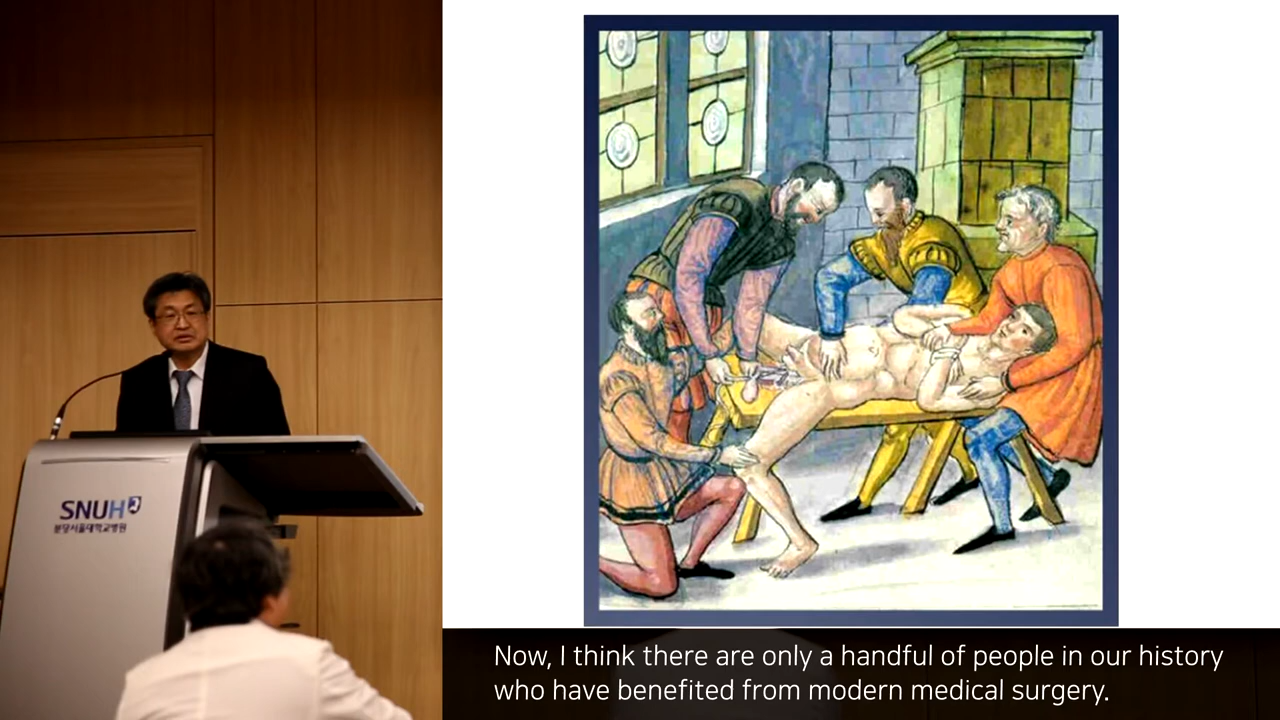 SNUH
분당서울대학교병원
Now, I think there are only a handful of people in our history
who have benefited from modern medical surgery.